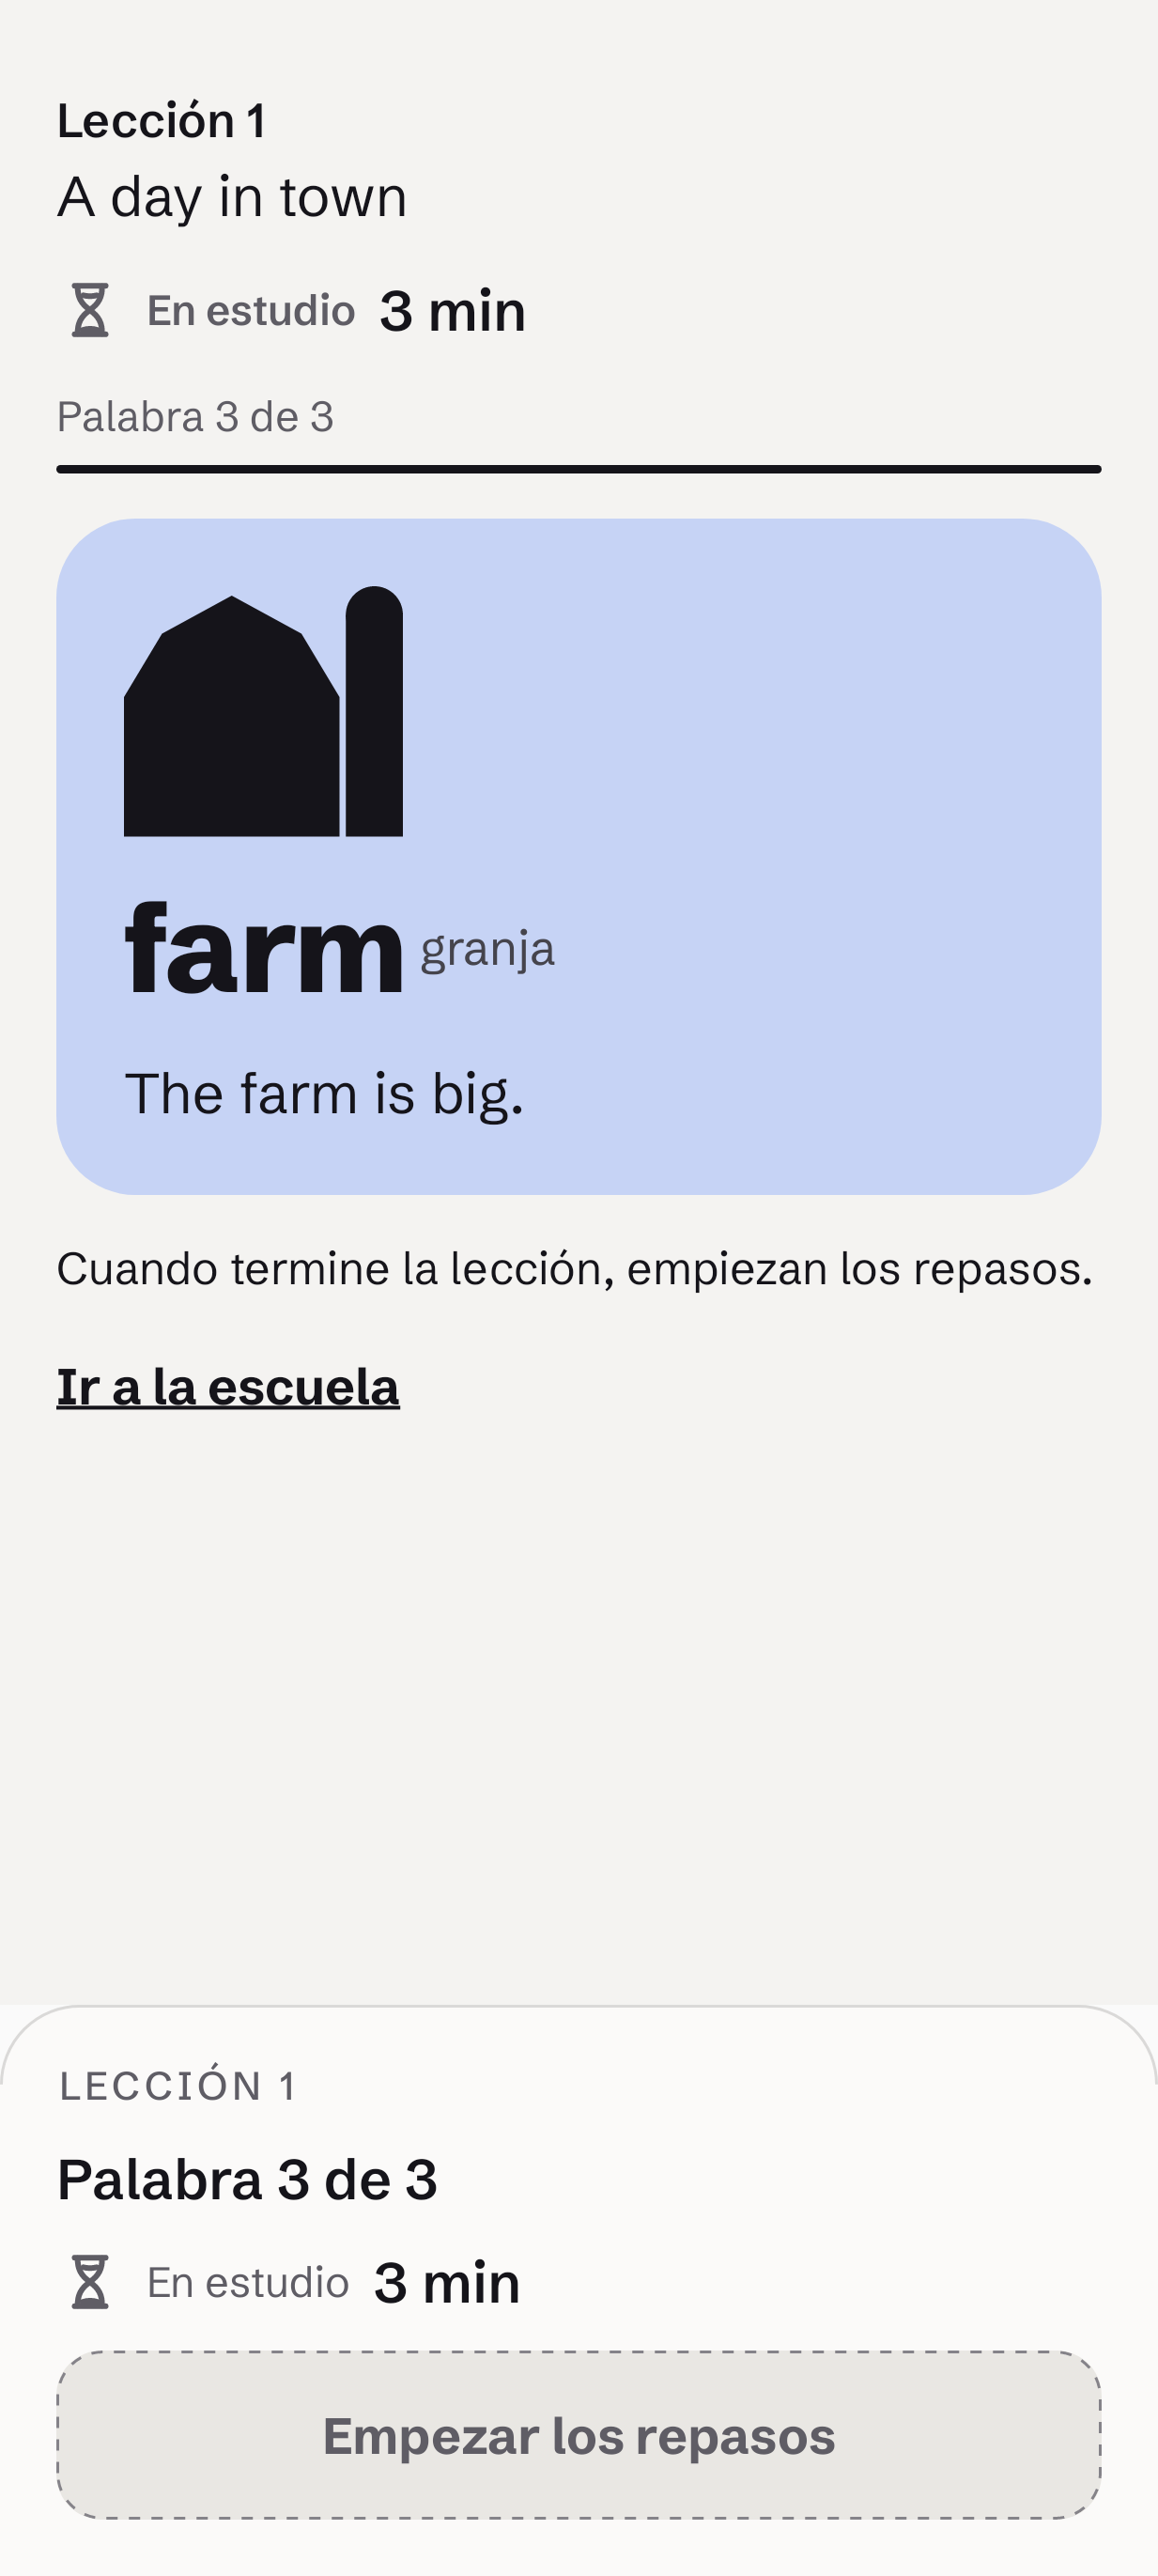 Lección 1
A day in town
En estudio 3 min
Palabra 3 de 3
farm granja
The farm is big.
Cuando termine la lección, empiezan los repasos.
Ir a la escuela
LECCIÓN 1
Palabra 3 de 3
En estudio 3 min
Empezar los repasos